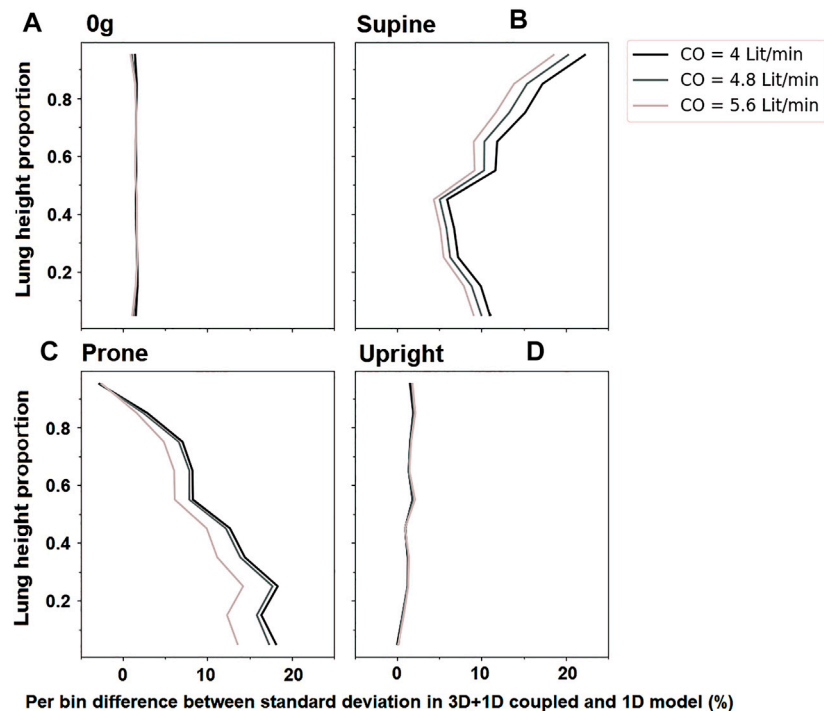 A
0g
Supine
B
CO = 4 Lit/min
CO = 4.8 Lit/min
CO = 5.6 Lit/min
Lung height proportion
0.8
0.6
0.4
0.2
C
Prone
Upright
D
Lung height proportion
0.8
0.6
0.4
0.2
0
10
20
0
10
20
Per bin difference between standard deviation in 3D+1D coupled and 1D model (%)